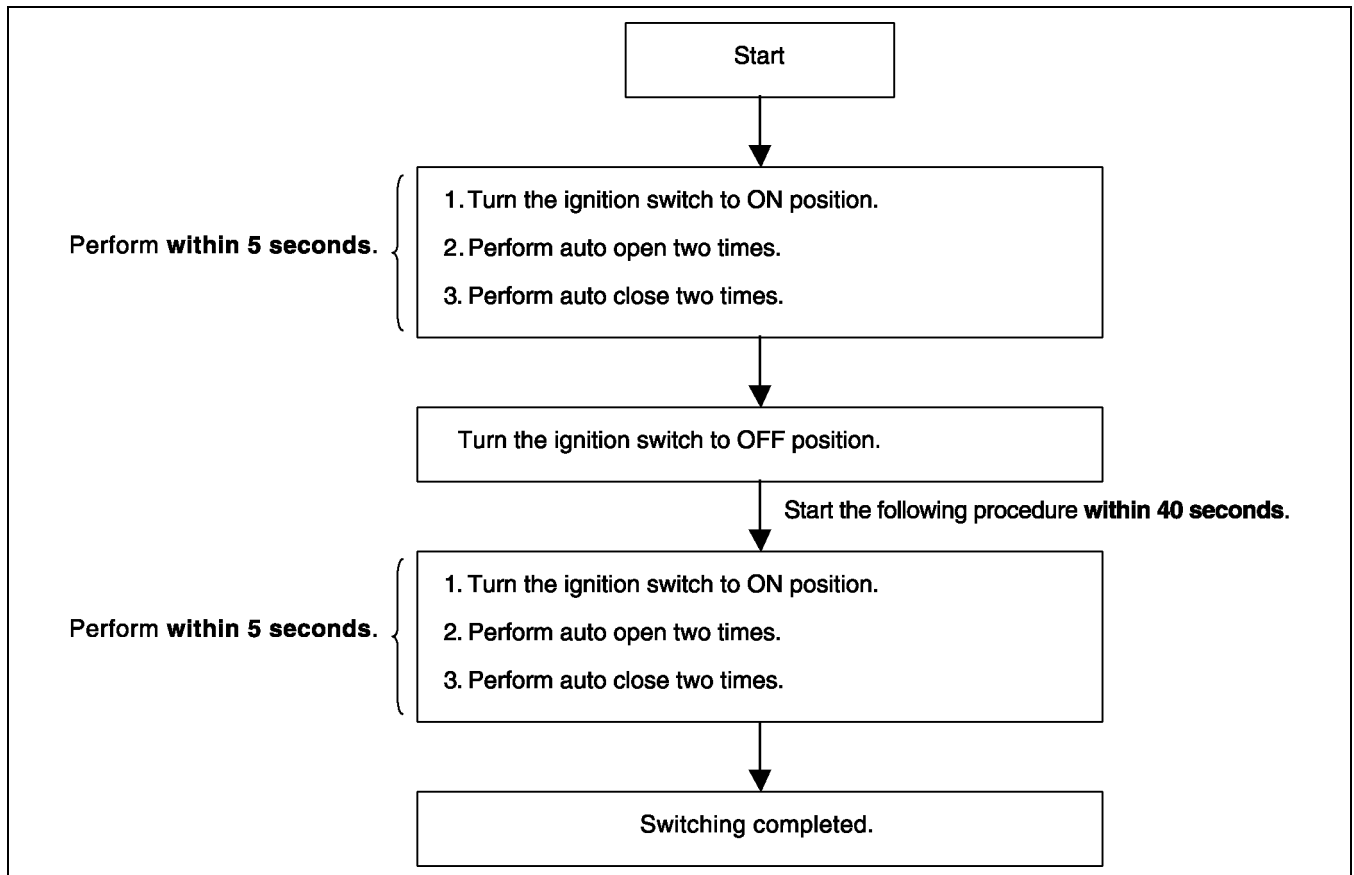 Start
Perform within 5 seconds.
1. Turn the ignition switch to ON position.
2. Perform auto open two times.
3. Perform auto close two times.
Turn the ignition switch to OFF position.
Start the following procedure within 40 seconds.
Perform within 5 seconds.
1. Turn the ignition switch to ON position.
2. Perform auto open two times.
3. Perform auto close two times.
Switching completed.